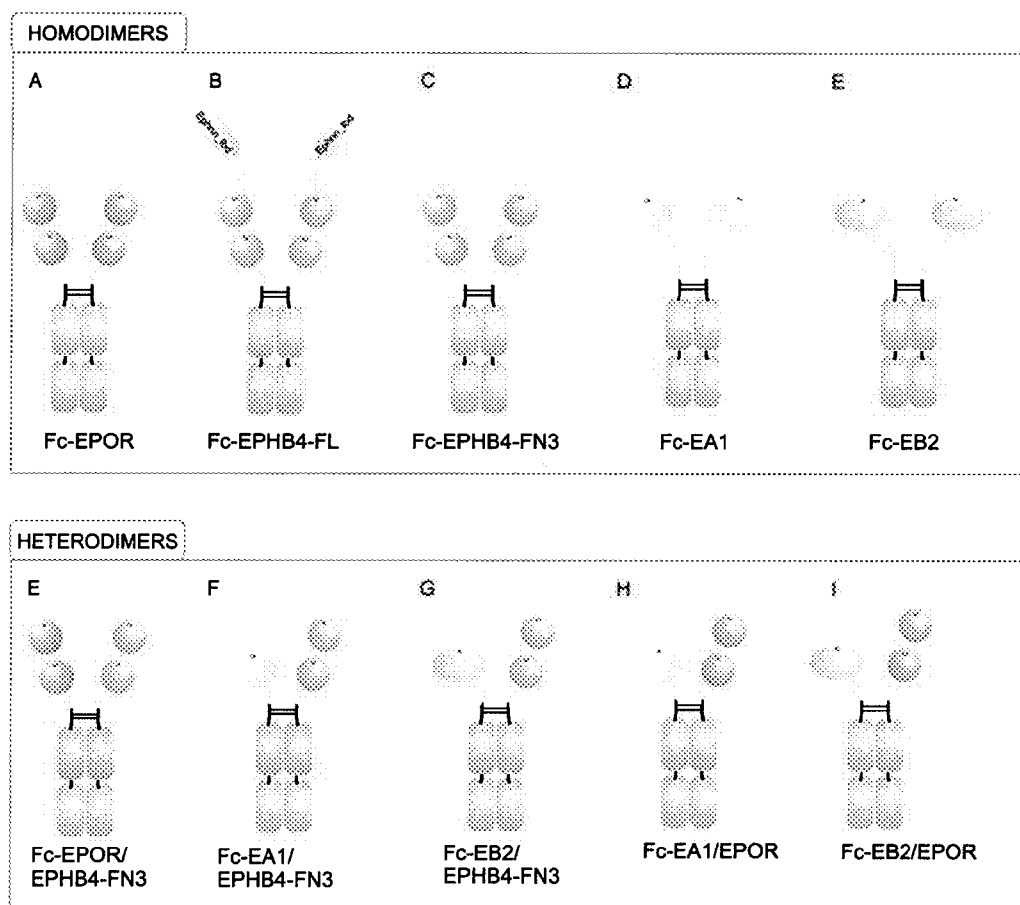 HOMODIMERS
A B C D E
Fc-EPOR Fc-EPHB4-FL Fc-EPHB4-FN3 Fc-EA1 Fc-EB2
HETERODIMERS
E F G H I
Fc-EPOR/ Fc-EA1/ Fc-EB2/ Fc-EA1/EPOR Fc-EB2/EPOR
EPHB4-FN3 EPHB4-FN3 EPHB4-FN3